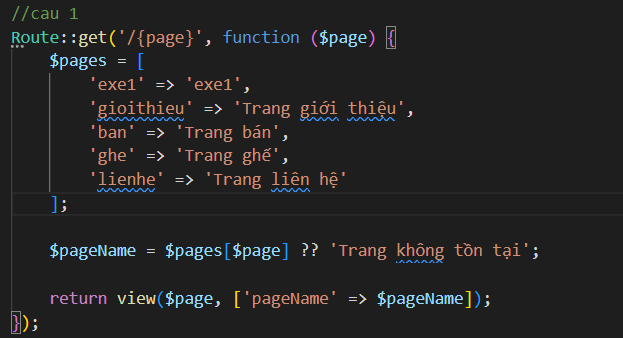 //cau 1
Route::get('/{page}', function ($page) {
    $pages = [
        'exe1' => 'exe1',
        'gioithieu' => 'Trang giới thiệu',
        'ban' => 'Trang bán',
        'ghe' => 'Trang ghế',
        'lienhe' => 'Trang liên hệ'
    ];
    $pageName = $pages[$page] ?? 'Trang không tồn tại';
    return view($page, ['pageName' => $pageName]);
});